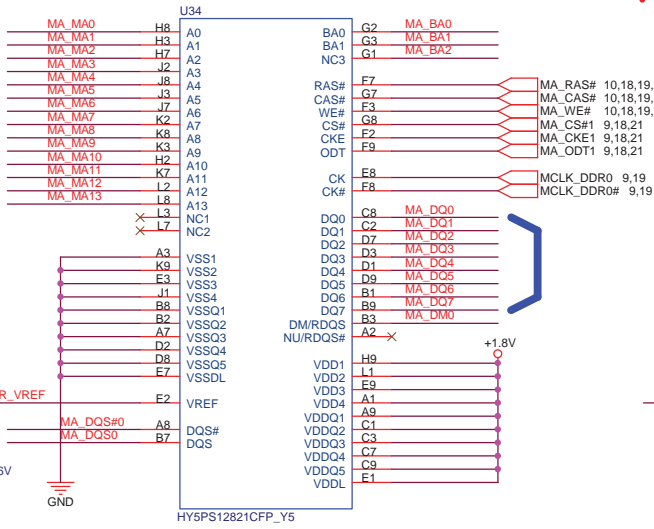 U34
MA_MA0 H8 A0 BA0 G2 MA_BA0
MA_MA1 H3 A1 BA1 G3 MA_BA1
MA_MA2 H7 A2 NC3 G1 MA_BA2
MA_MA3 J2 A3
MA_MA4 J8 A4 RAS# F7 MA_RAS# 10,18,19,
MA_MA5 J3 A5 CAS# G7 MA_CAS# 10,18,19,
MA_MA6 J7 A6 WE# F3 MA_WE# 10,18,19,
MA_MA7 K2 A7 CS# G8 MA_CS#1 9,18,21
MA_MA8 K8 A8 CKE F2 MA_CKE1 9,18,21
MA_MA9 K3 A9 ODT F9 MA_ODT1 9,18,21
MA_MA10 H2 A10
MA_MA11 K7 A11 CK E8 MCLK_DDR0 9,19
MA_MA12 L2 A12 CK# F8 MCLK_DDR0# 9,19
MA_MA13 L8 A13
L3 NC1 DQ0 C8 MA_DQ0
L7 NC2 DQ1 C2 MA_DQ1
DQ2 D7 MA_DQ2
A3 VSS1 DQ3 D3 MA_DQ3
K9 VSS2 DQ4 D1 MA_DQ4
E3 VSS3 DQ5 D9 MA_DQ5
J1 VSS4 DQ6 B1 MA_DQ6
B8 VSSQ1 DQ7 B9 MA_DQ7
B2 VSSQ2 DM/RDQS B3 MA_DM0
A7 VSSQ3 NU/RDQS# A2
D2 VSSQ4 +1.8V
D8 VSSQ5 VDD1 H9
E7 VSSDL VDD2 L1
VDD3 E9
R_VREF E2 VREF VDD4 A1
VDDQ1 A9
MA_DQS#0 A8 DQS# VDDQ2 C1
MA_DQS0 B7 DQS VDDQ3 C3
VDDQ4 C7
6V VDDQ5 C9
VDDL E1
GND
HY5PS12821CFP_Y5